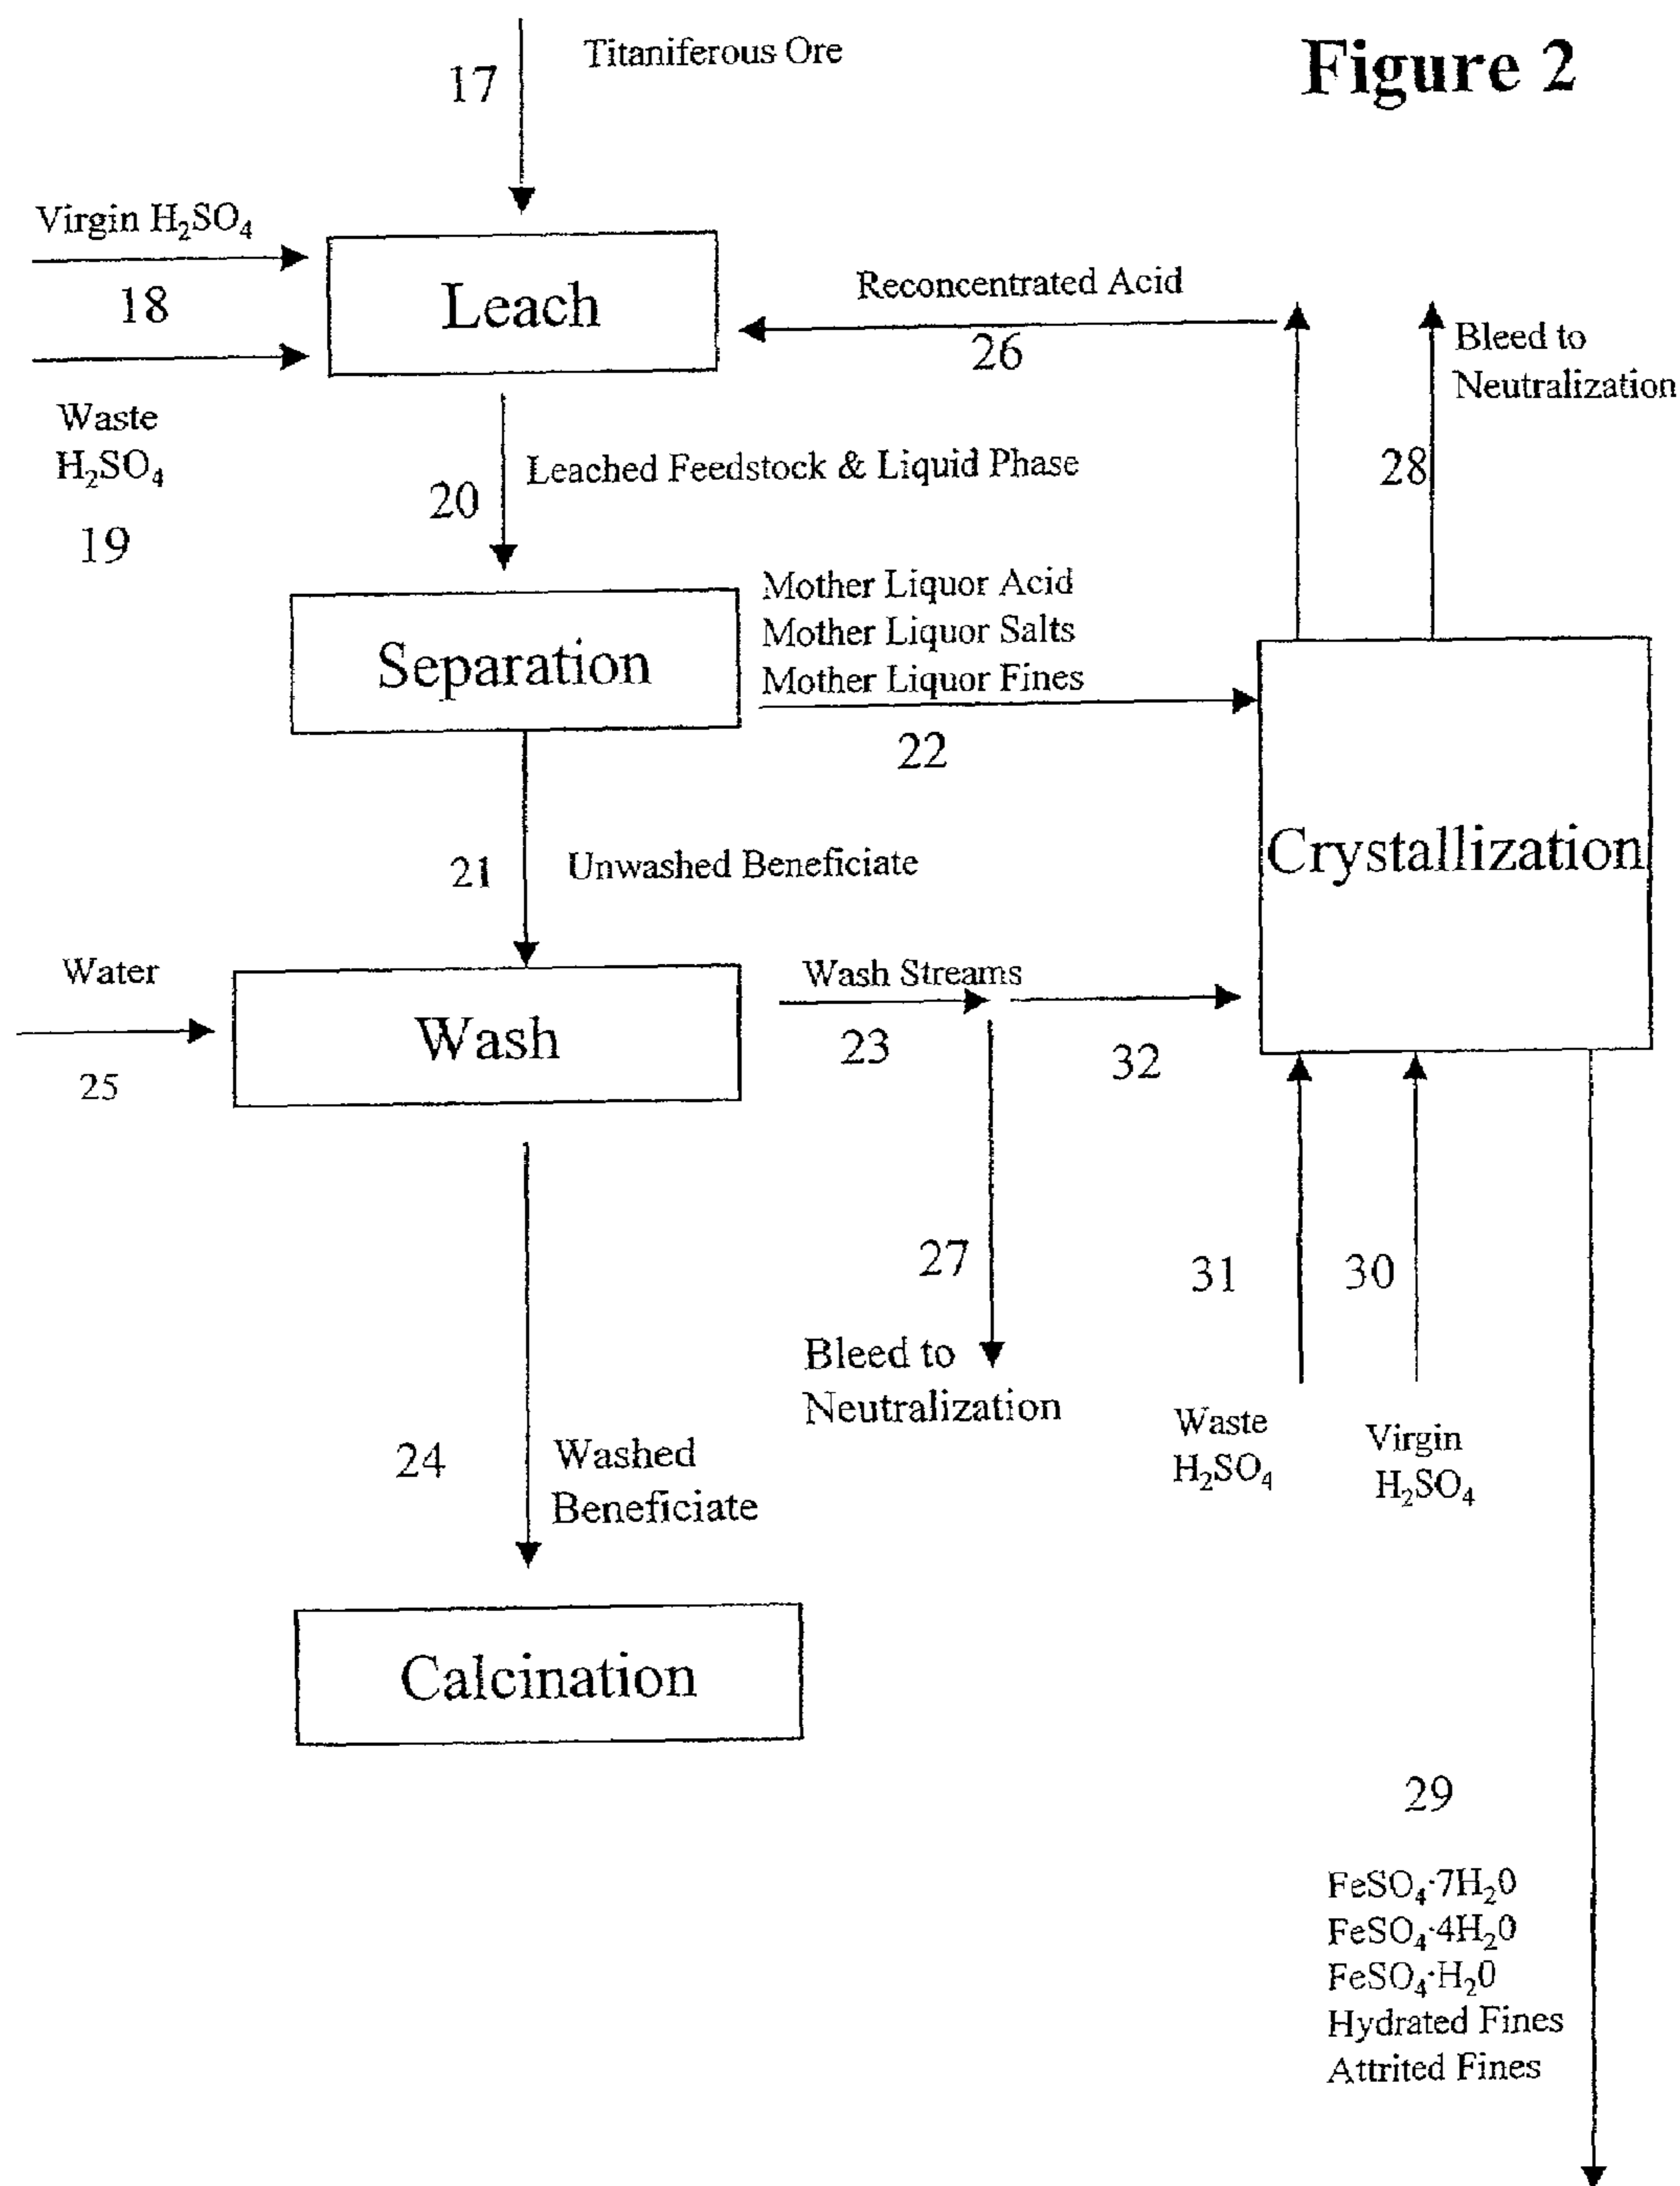 Figure 2
17
Titaniferous Ore
Virgin H₂SO₄
18
Leach
Reconcentrated Acid
26
Bleed to
Neutralization
28
Waste
H₂SO₄
19
20
Leached Feedstock & Liquid Phase
Separation
Mother Liquor Acid
Mother Liquor Salts
Mother Liquor Fines
22
Crystallization
21
Unwashed Beneficiate
Water
25
Wash
Wash Streams
23
32
27
Bleed to
Neutralization
31
30
Waste
H₂SO₄
Virgin
H₂SO₄
24
Washed
Beneficiate
Calcination
29
FeSO₄·7H₂0
FeSO₄·4H₂0
FeSO₄·H₂0
Hydrated Fines
Attrited Fines